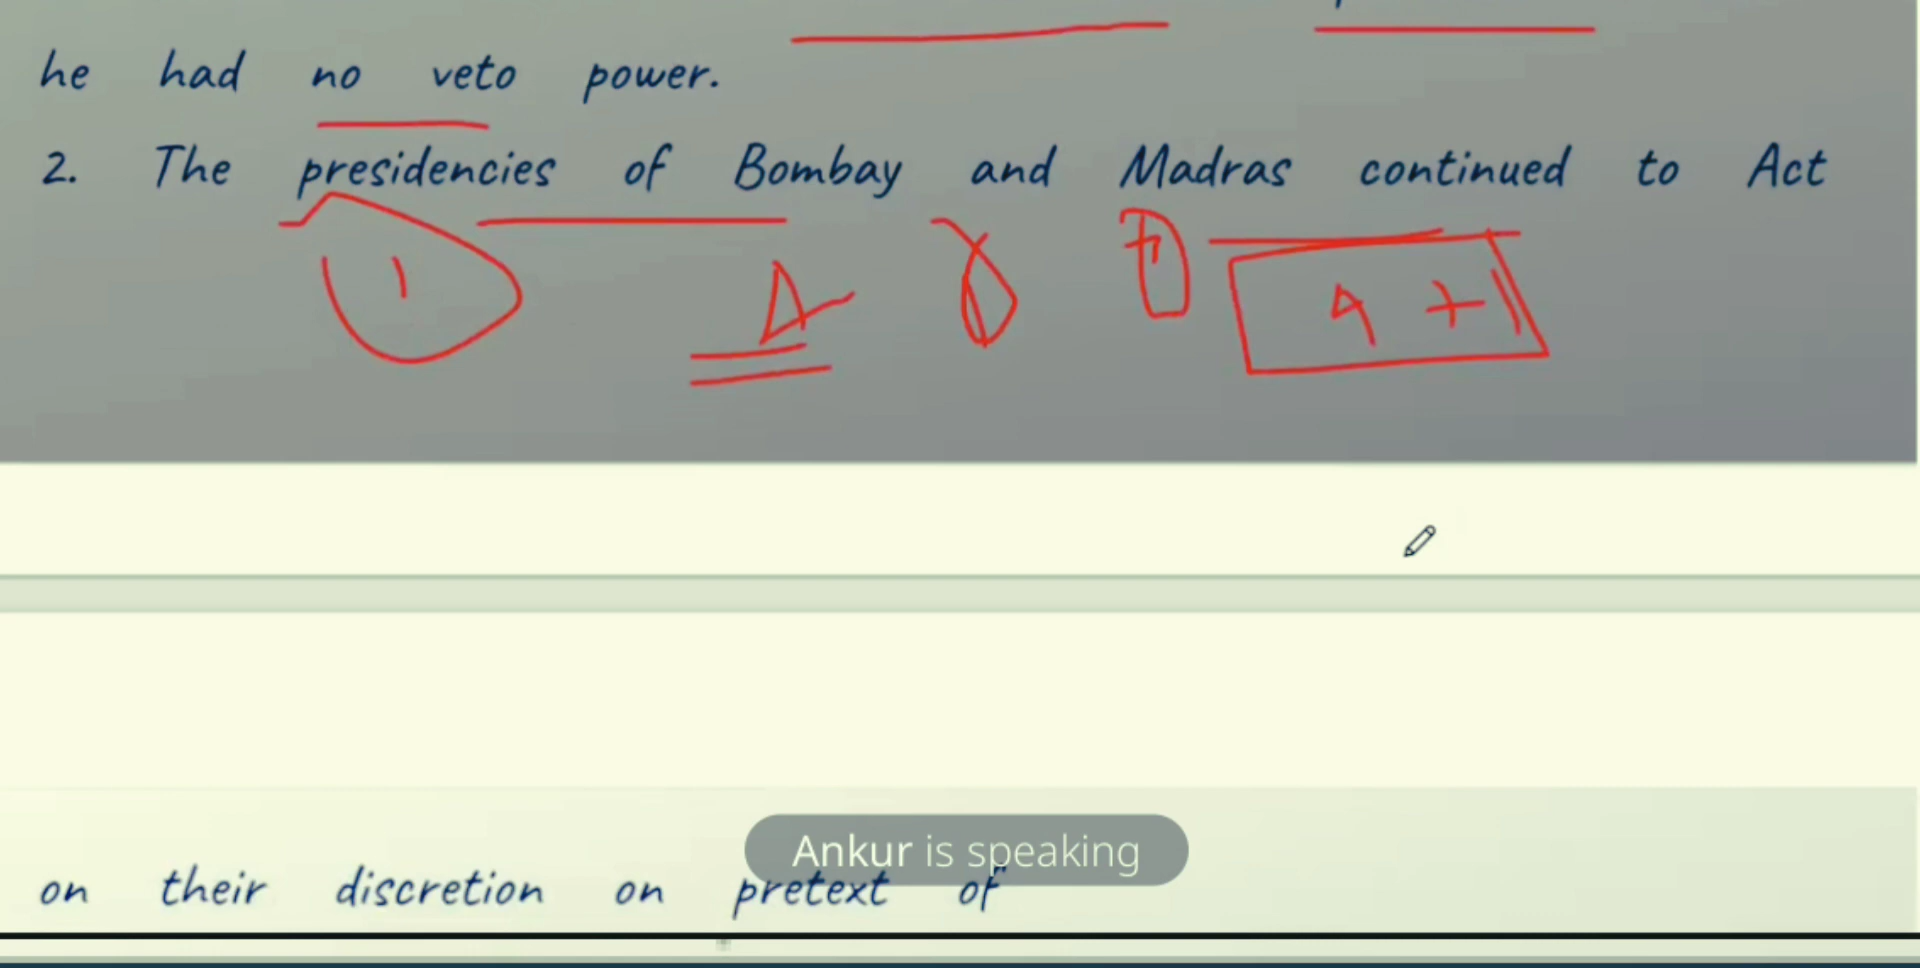 he had no veto power.
2. The presidencies of Bombay and Madras continued to Act
1
4 + 1
Ankur is speaking
on their discretion on pretext of